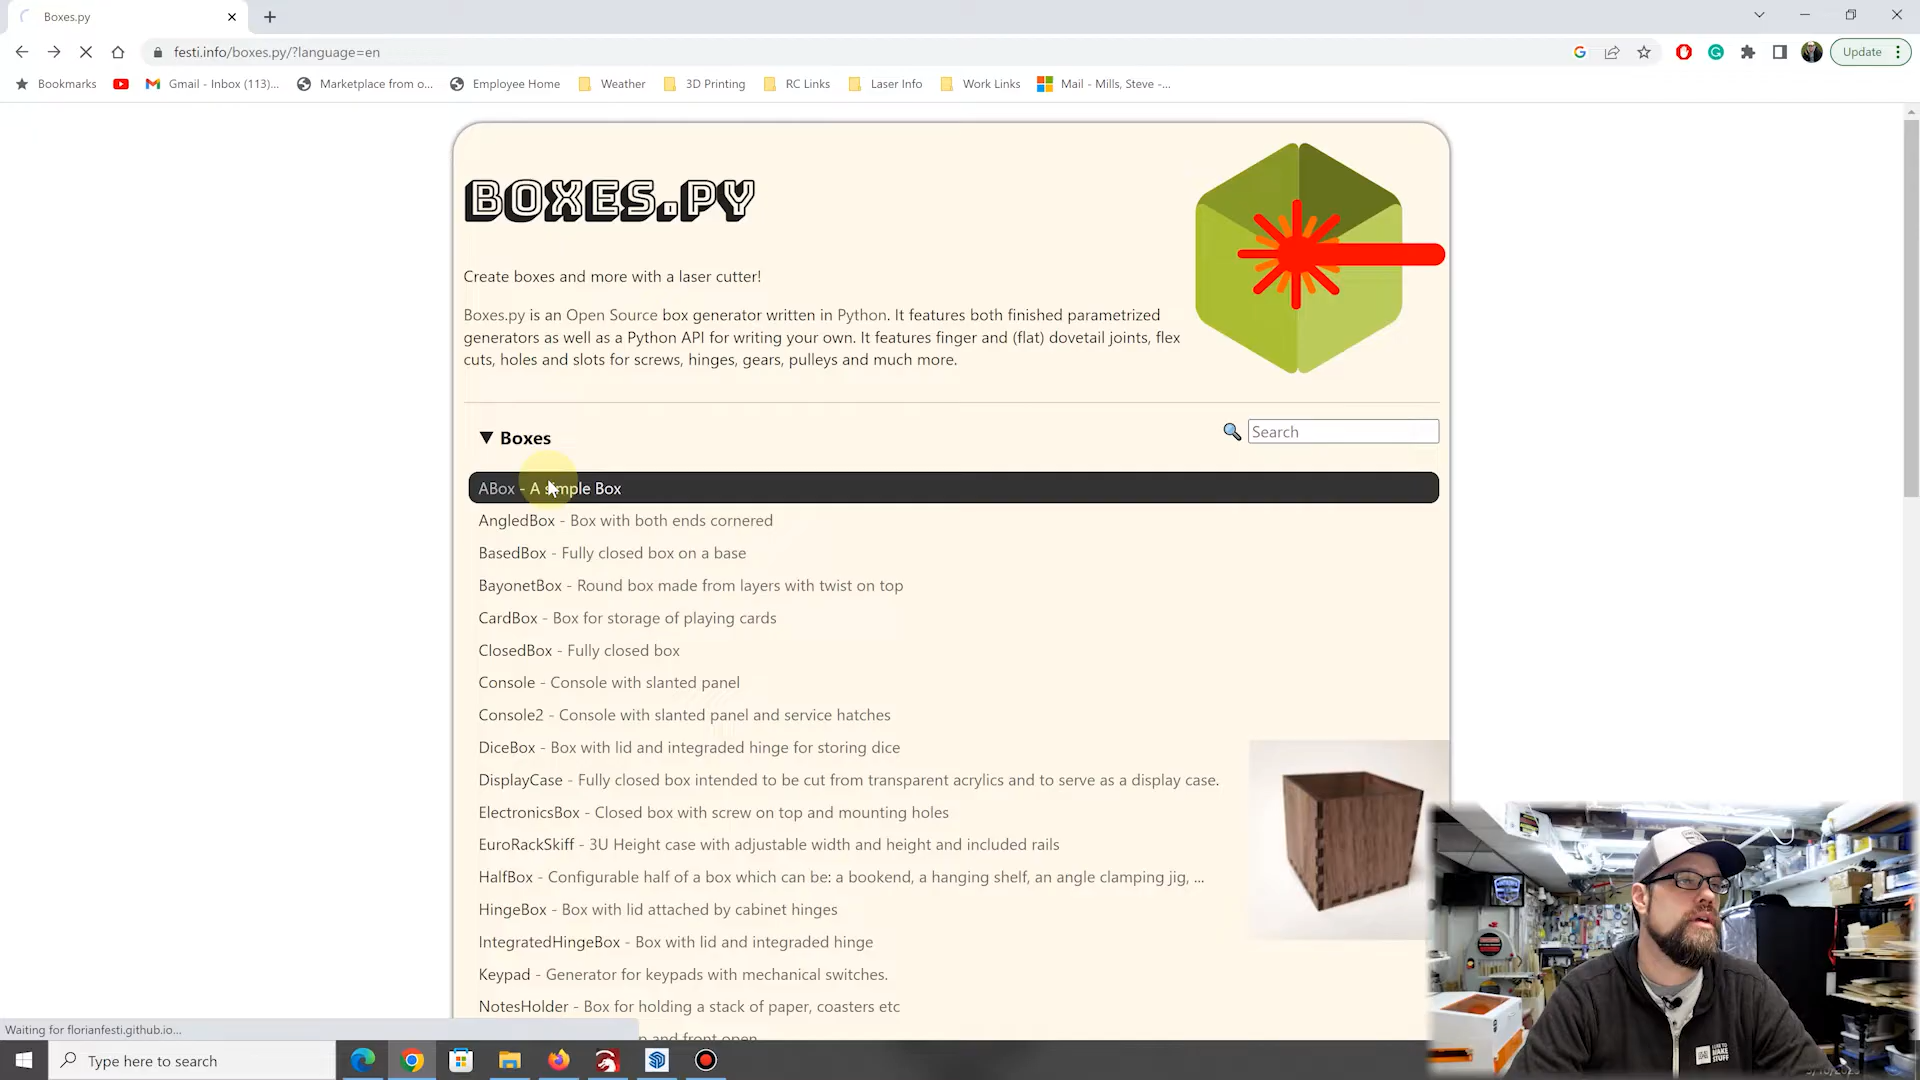 Boxes.py
festi.info/boxes.py/?language=en
Update
Bookmarks
Gmail - Inbox (113)...
Marketplace from o...
Employee Home
Weather
3D Printing
RC Links
Laser Info
Work Links
Mail - Mills, Steve -...
BOXES.PY
Create boxes and more with a laser cutter!
Boxes.py is an Open Source box generator written in Python. It features both finished parametrized
generators as well as a Python API for writing your own. It features finger and (flat) dovetail joints, flex
cuts, holes and slots for screws, hinges, gears, pulleys and much more.
▼ Boxes
Search
ABox - A simple Box
AngledBox - Box with both ends cornered
BasedBox - Fully closed box on a base
BayonetBox - Round box made from layers with twist on top
CardBox - Box for storage of playing cards
ClosedBox - Fully closed box
Console - Console with slanted panel
Console2 - Console with slanted panel and service hatches
DiceBox - Box with lid and integraded hinge for storing dice
DisplayCase - Fully closed box intended to be cut from transparent acrylics and to serve as a display case.
ElectronicsBox - Closed box with screw on top and mounting holes
EuroRackSkiff - 3U Height case with adjustable width and height and included rails
HalfBox - Configurable half of a box which can be: a bookend, a hanging shelf, an angle clamping jig, ...
HingeBox - Box with lid attached by cabinet hinges
IntegratedHingeBox - Box with lid and integraded hinge
Keypad - Generator for keypads with mechanical switches.
NotesHolder - Box for holding a stack of paper, coasters etc
and front open
Waiting for florianfesti.github.io...
Type here to search
I LIKE TO
MAKE
STUFF